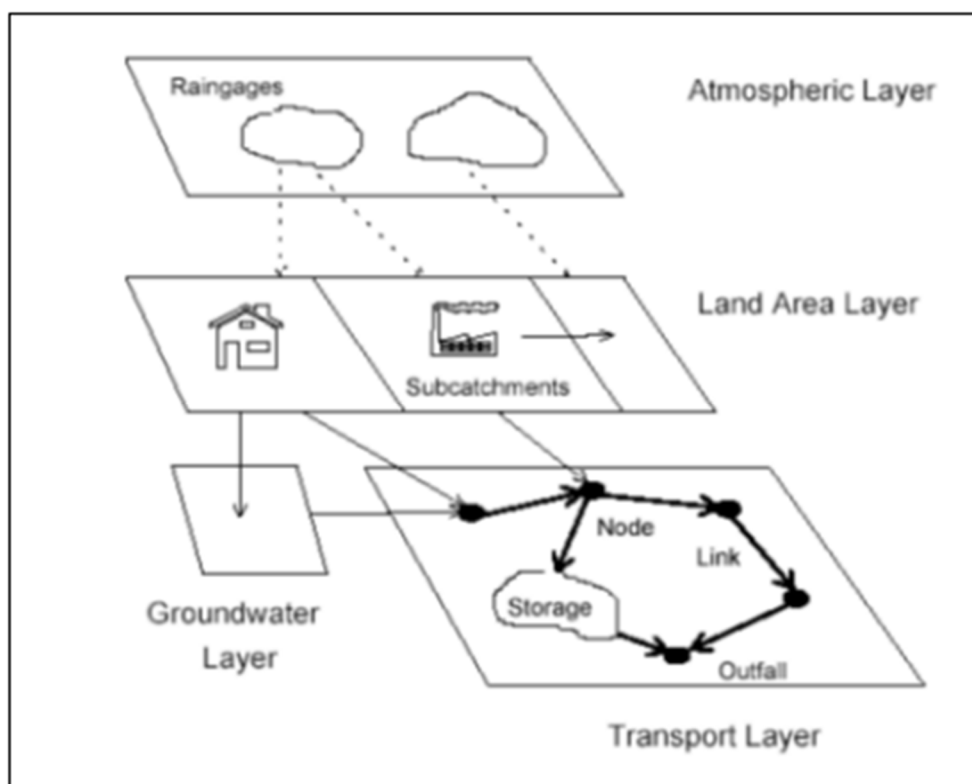 Raingages
Atmospheric Layer
Land Area Layer
Subcatchments
Node
Link
Storage
Groundwater
Layer
Outfall
Transport Layer